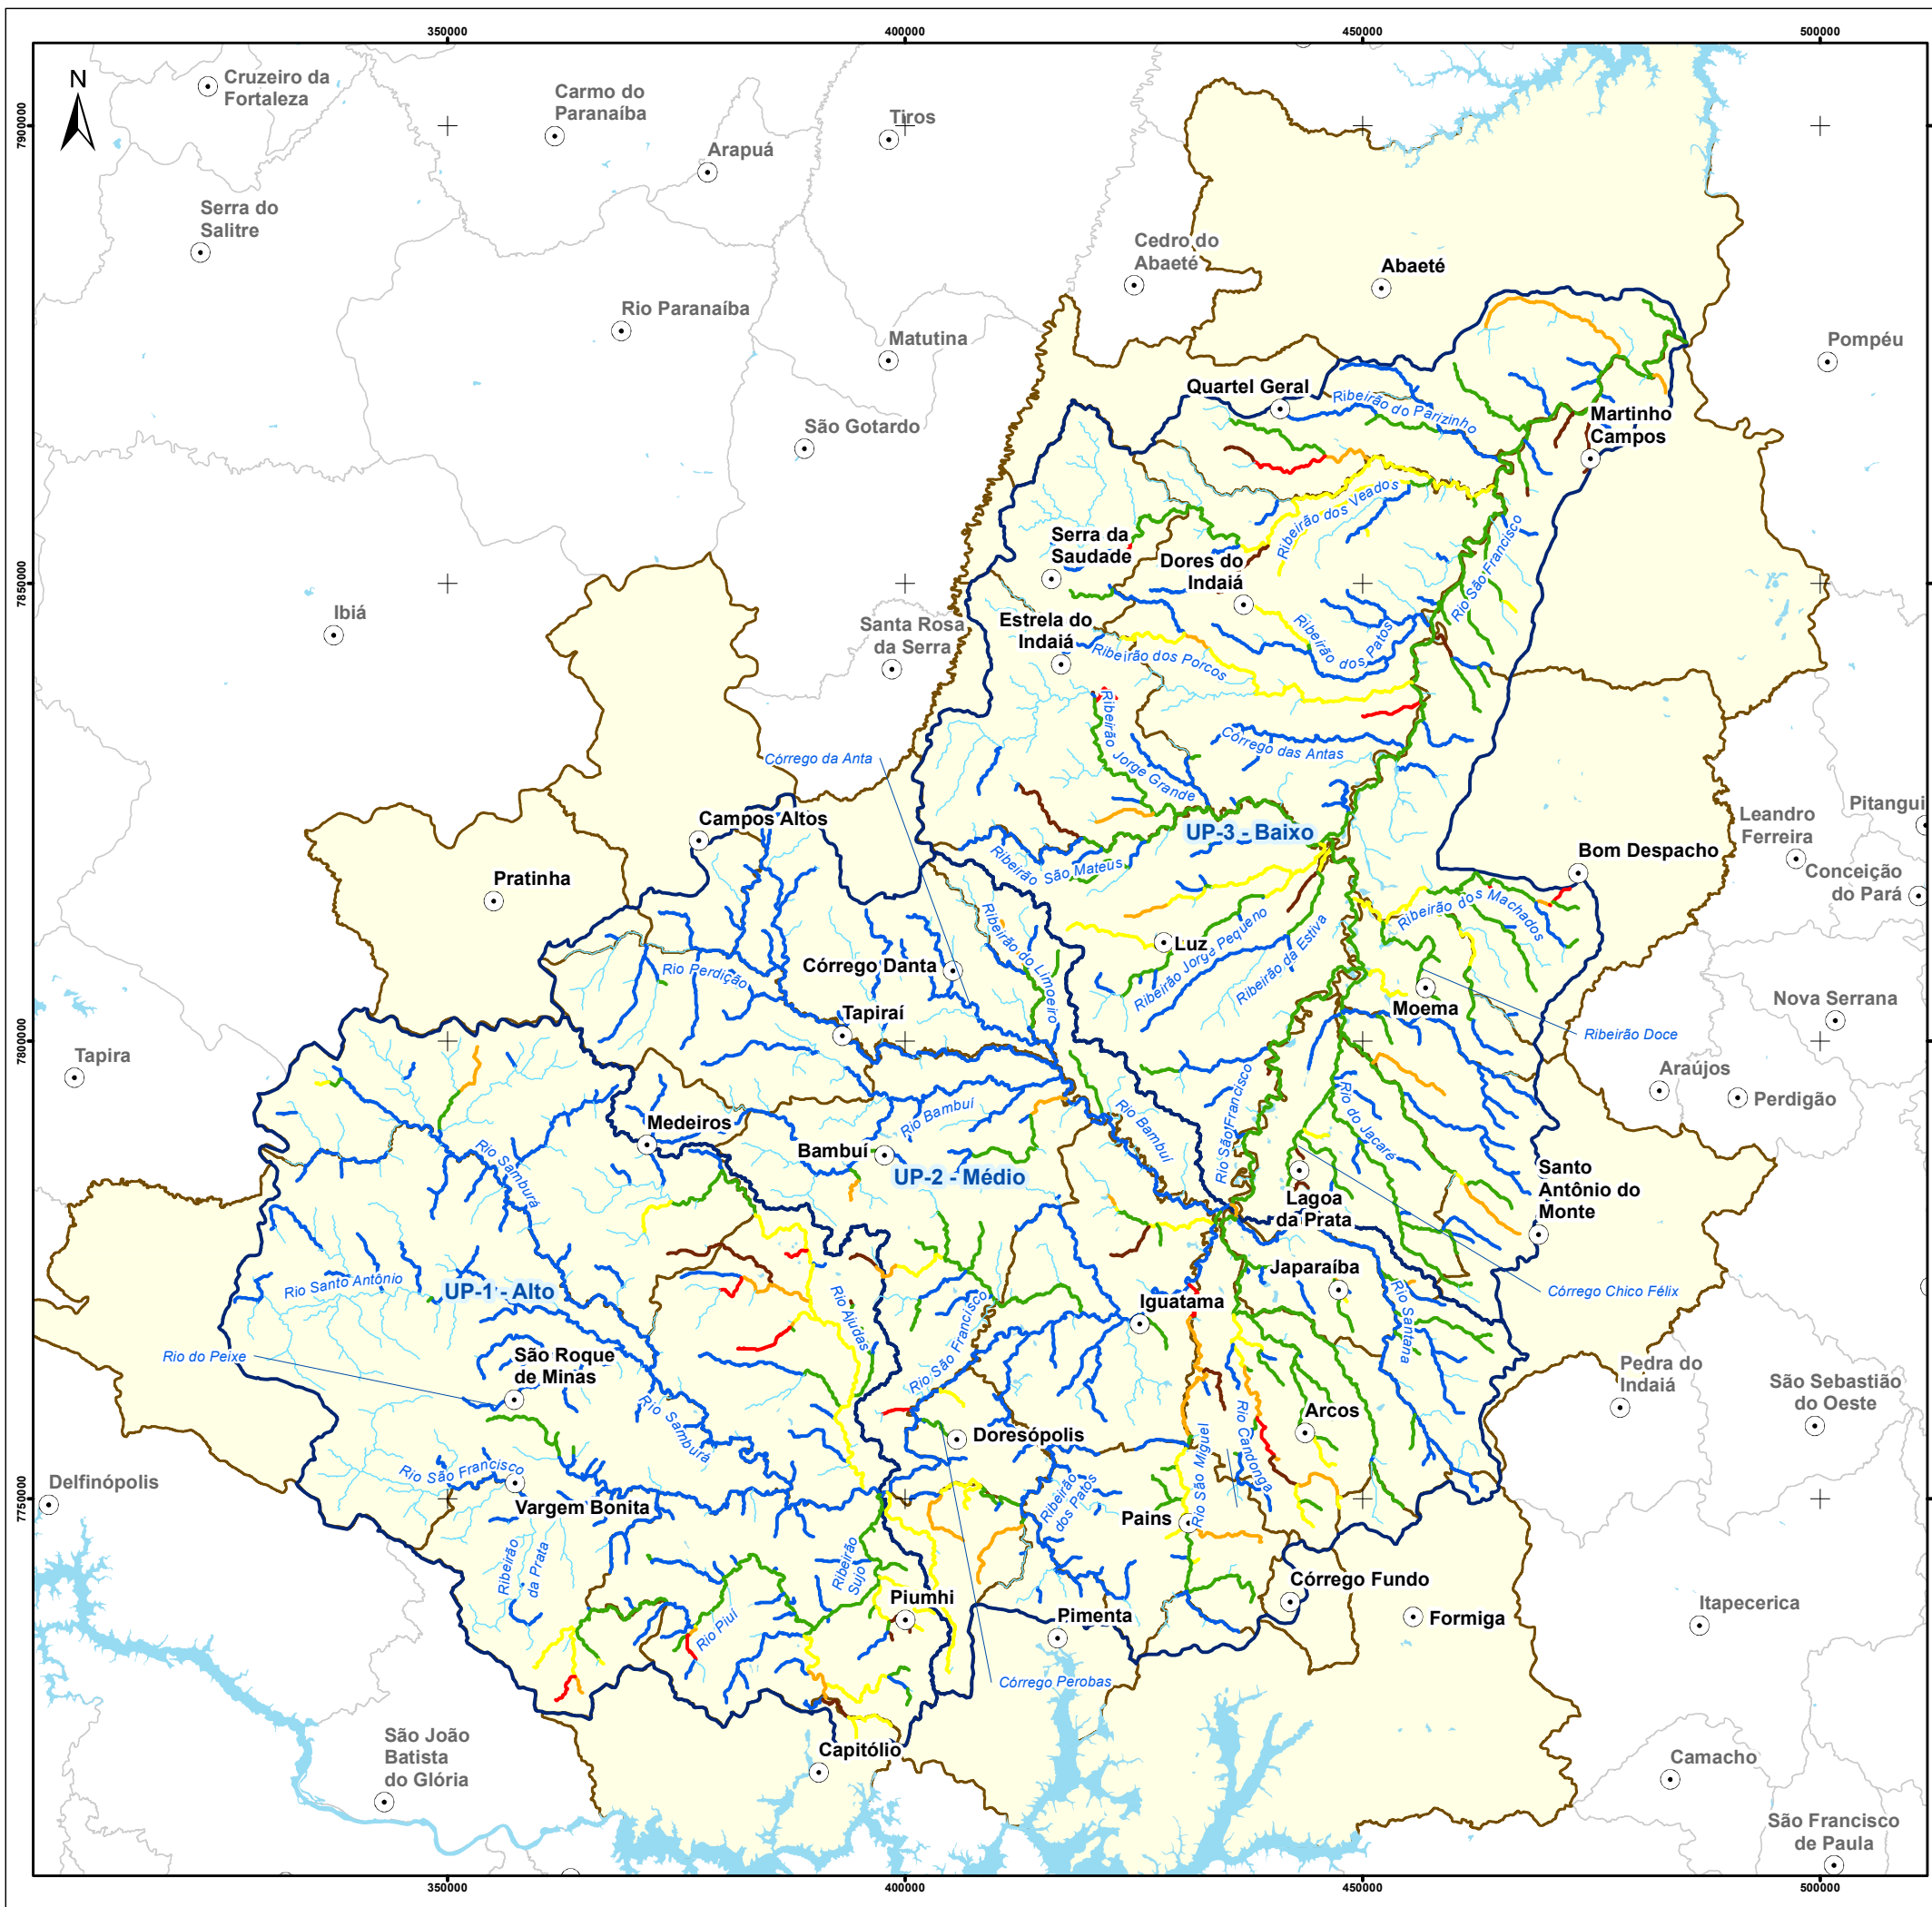 350000
400000
450000
500000
N
7900000
7850000
7800000
7750000
Cruzeiro da
Fortaleza
Carmo do
Paranaíba
Tiros
Arapuá
Serra do
Salitre
Cedro do
Abaeté
Abaeté
Rio Paranaíba
Matutina
Pompéu
Quartel Geral
Ribeirão do Parizinho
Martinho
Campos
São Gotardo
Ribeirão dos Veados
Serra da
Saudade
Dores do
Indaiá
Rio São Francisco
Ibiá
Santa Rosa
da Serra
Estrela do
Indaiá
Ribeirão dos Patos
Ribeirão dos Porcos
Ribeirão Jorge Grande
Córrego das Antas
Córrego da Anta
Campos Altos
UP-3 - Baixo
Leandro
Ferreira
Pitangui
Bom Despacho
Conceição
do Pará
Ribeirão São Mateus
Pratinha
Ribeirão dos Machados
Ribeirão do Limoeiro
Luz
Ribeirão Jorge Pequeno
Ribeirão da Estiva
Rio Perdição
Córrego Danta
Moema
Nova Serrana
Tapiraí
Ribeirão Doce
Tapira
Araújos
Perdigão
Rio Bambuí
Rio Bambuí
Rio São Francisco
Rio do Jacaré
Medeiros
Bambuí
UP-2 - Médio
Rio Samburá
Santo
Antônio do
Monte
Lagoa
da Prata
Japaraíba
Rio Santo Antônio
UP-1 - Alto
Córrego Chico Félix
Iguatama
Rio Ajudas
Rio São Francisco
Rio Santana
Rio do Peixe
São Roque
de Minas
Pedra do
Indaiá
São Sebastião
do Oeste
Rio Samburá
Arcos
Doresópolis
Rio São Miguel
Rio Candonga
Delfinópolis
Rio São Francisco
Vargem Bonita
Ribeirão
dos Patos
Pains
Ribeirão
da Prata
Ribeirão
Sujo
Córrego Fundo
Piumhi
Pimenta
Formiga
Itapecerica
Rio Piuí
Córrego Perobas
São João
Batista
do Glória
Capitólio
Camacho
São Francisco
de Paula
350000
400000
450000
500000